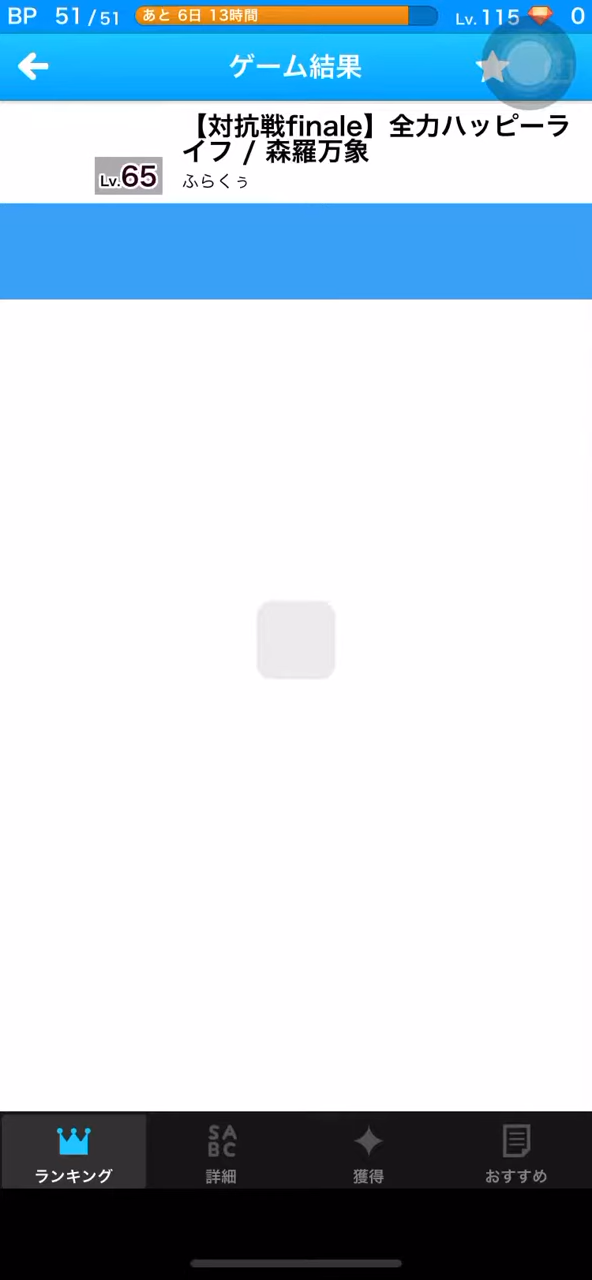 BP 51/51 あと 6日 13時間 Lv.115 0
ゲーム結果
【対抗戦finale】全力ハッピーラ
イフ / 森羅万象
Lv.65 ふらくぅ
SA
BC
ランキング 詳細 獲得 おすすめ